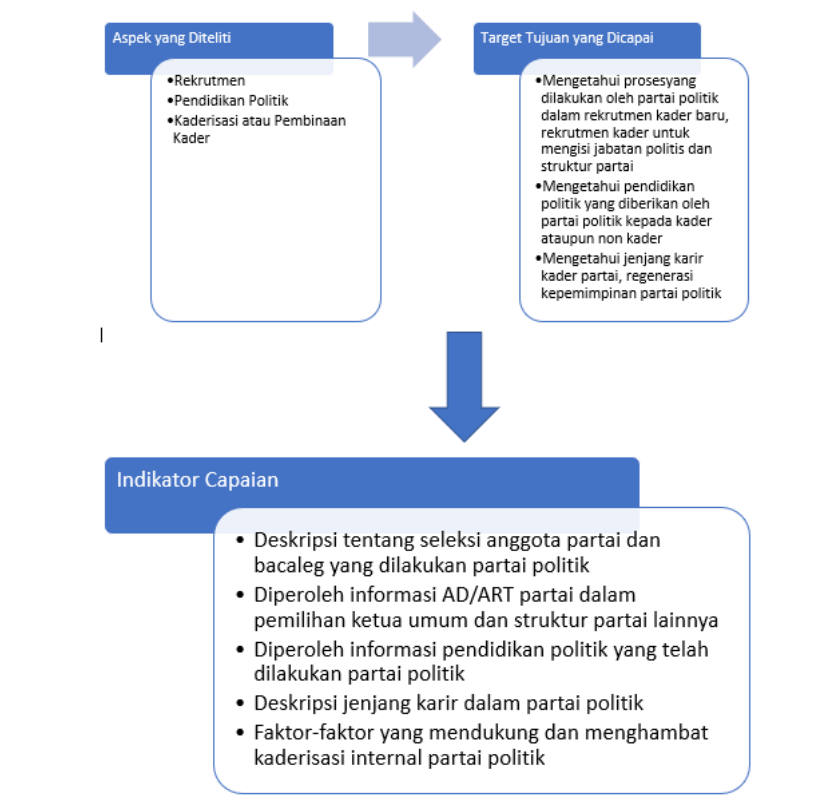 Aspek yang Diteliti
•Rekrutmen
•Pendidikan Politik
•Kaderisasi atau Pembinaan
Kader
Target Tujuan yang Dicapai
•Mengetahui prosesyang
dilakukan oleh partai politik
dalam rekrutmen kader baru,
rekrutmen kader untuk
mengisi jabatan politis dan
struktur partai
•Mengetahui pendidikan
politik yang diberikan oleh
partai politik kepada kader
ataupun non kader
•Mengetahui jenjang karir
kader partai, regenerasi
kepemimpinan partai politik
Indikator Capaian
• Deskripsi tentang seleksi anggota partai dan
bacaleg yang dilakukan partai politik
• Diperoleh informasi AD/ART partai dalam
pemilihan ketua umum dan struktur partai lainnya
• Diperoleh informasi pendidikan politik yang telah
dilakukan partai politik
• Deskripsi jenjang karir dalam partai politik
• Faktor-faktor yang mendukung dan menghambat
kaderisasi internal partai politik